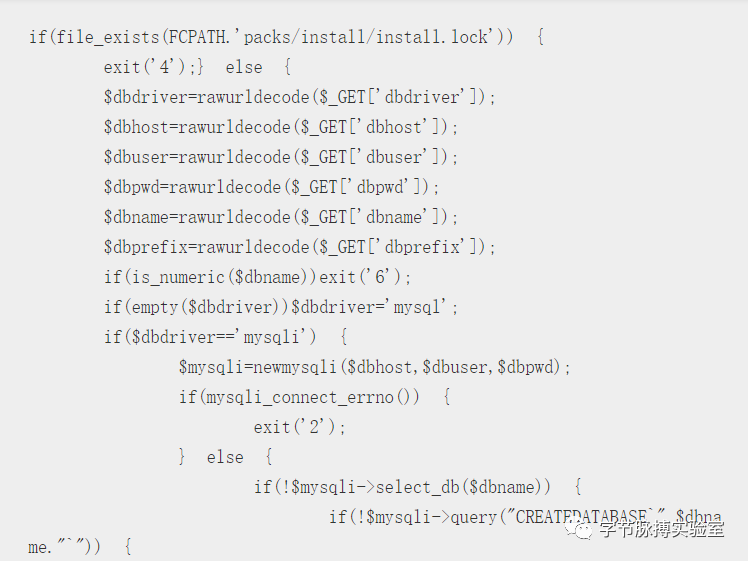 if(file_exists(FCPATH.'packs/install/install.lock')) {
exit('4');} else {
$dbdriver=rawurldecode($_GET['dbdriver']);
$dbhost=rawurldecode($_GET['dbhost']);
$dbuser=rawurldecode($_GET['dbuser']);
$dbpwd=rawurldecode($_GET['dbpwd']);
$dbname=rawurldecode($_GET['dbname']);
$dbprefix=rawurldecode($_GET['dbprefix']);
if(is_numeric($dbname))exit('6');
if(empty($dbdriver))$dbdriver='mysql';
if($dbdriver=='mysqli') {
$mysqli=newmysqli($dbhost,$dbuser,$dbpwd);
if(mysqli_connect_errno()) {
exit('2');
} else {
if(!$mysqli->select_db($dbname)) {
if(!$mysqli->query("CREATEDATABASE`".$dbna
me."`")) {
字节脉搏实验室